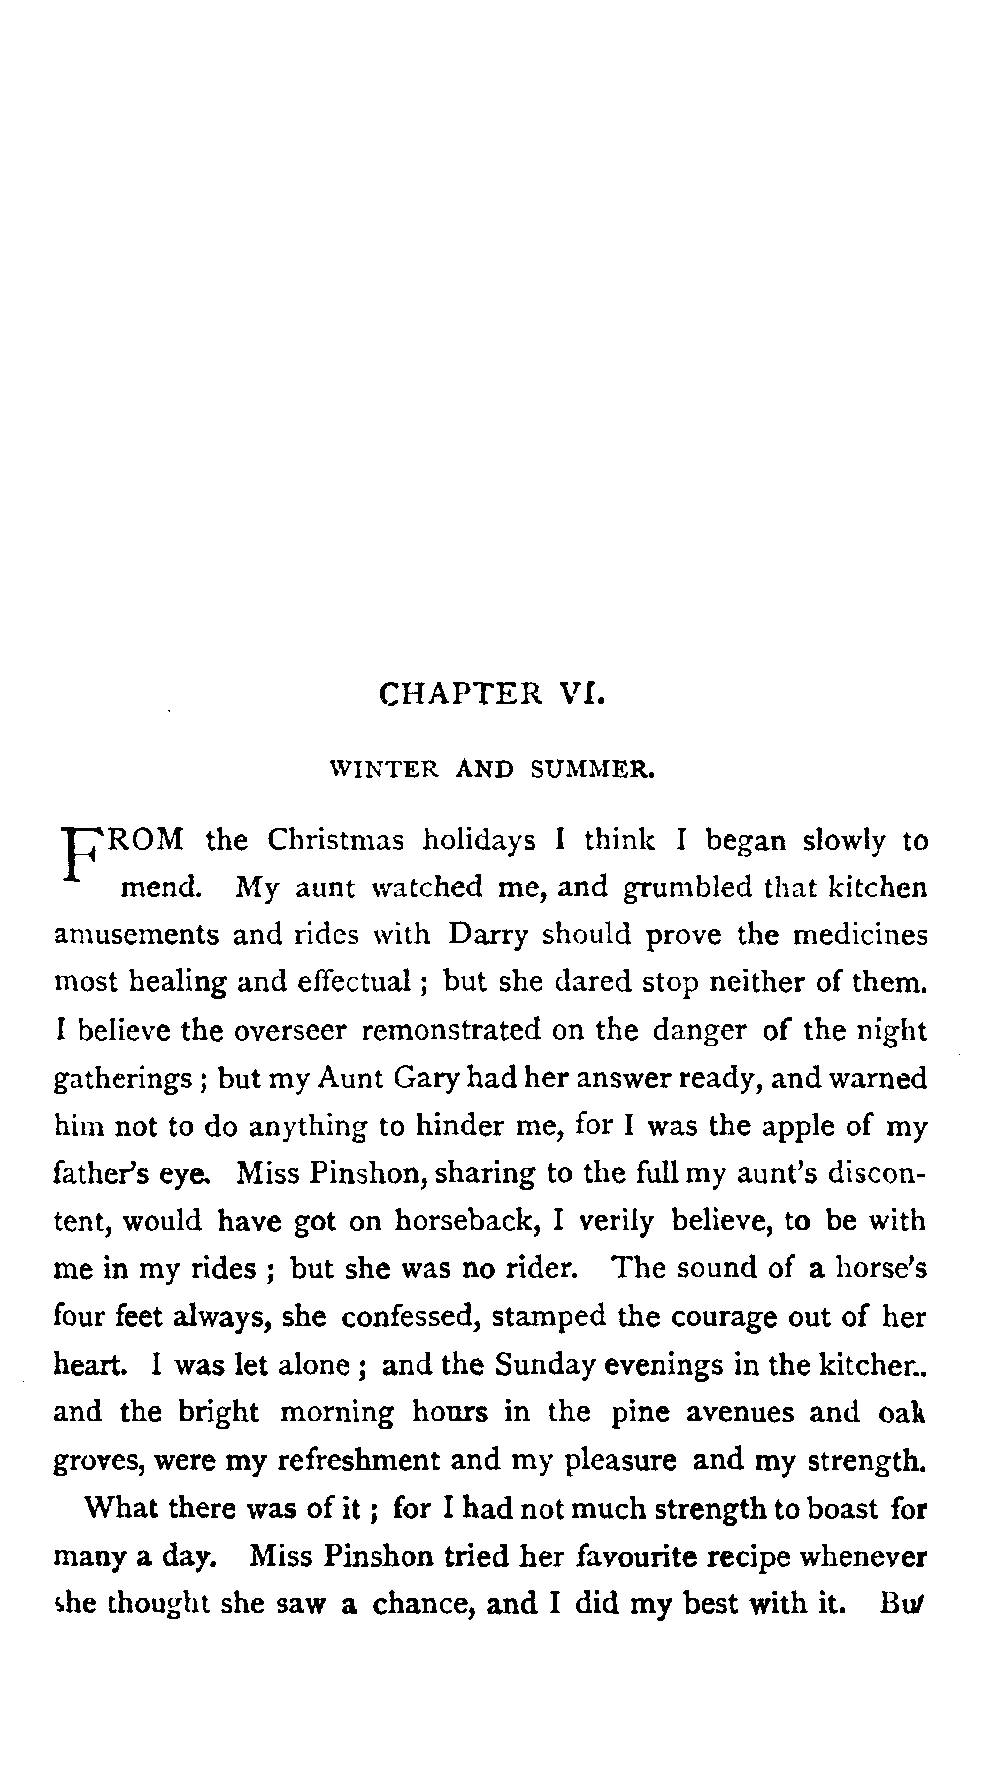 CHAPTER VI.
WINTER AND SUMMER.
FROM the Christmas holidays I think I began slowly to
mend. My aunt watched me, and grumbled that kitchen
amusements and rides with Darry should prove the medicines
most healing and effectual ; but she dared stop neither of them.
I believe the overseer remonstrated on the danger of the night
gatherings ; but my Aunt Gary had her answer ready, and warned
him not to do anything to hinder me, for I was the apple of my
father's eye. Miss Pinshon, sharing to the full my aunt's discon-
tent, would have got on horseback, I verily believe, to be with
me in my rides ; but she was no rider. The sound of a horse's
four feet always, she confessed, stamped the courage out of her
heart. I was let alone ; and the Sunday evenings in the kitchen,
and the bright morning hours in the pine avenues and oak
groves, were my refreshment and my pleasure and my strength.
What there was of it ; for I had not much strength to boast for
many a day. Miss Pinshon tried her favourite recipe whenever
she thought she saw a chance, and I did my best with it. But